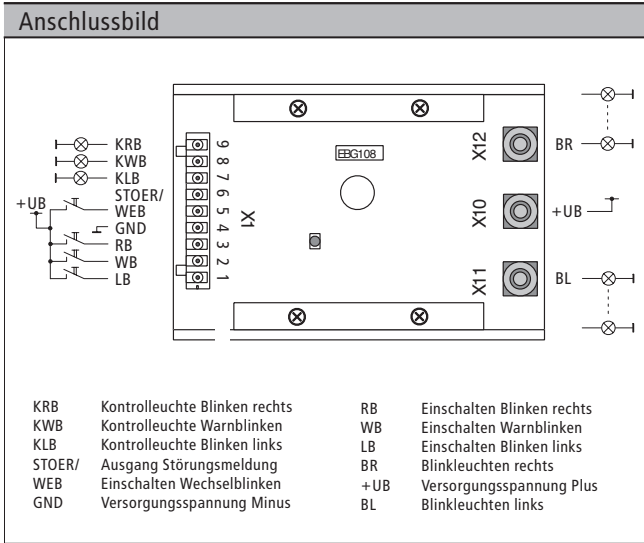 Anschlussbild
KRB
KWB
KLB
STOER/
+UB
WEB
GND
RB
WB
LB
9
8
7
6
5
4
3
2
1
X1
EBG108
X12
X10
X11
BR
+UB
BL
KRB Kontrolleuchte Blinken rechts
KWB Kontrolleuchte Warnblinken
KLB Kontrolleuchte Blinken links
STOER/ Ausgang Störungsmeldung
WEB Einschalten Wechselblinken
GND Versorgungsspannung Minus
RB Einschalten Blinken rechts
WB Einschalten Warnblinken
LB Einschalten Blinken links
BR Blinkleuchten rechts
+UB Versorgungsspannung Plus
BL Blinkleuchten links